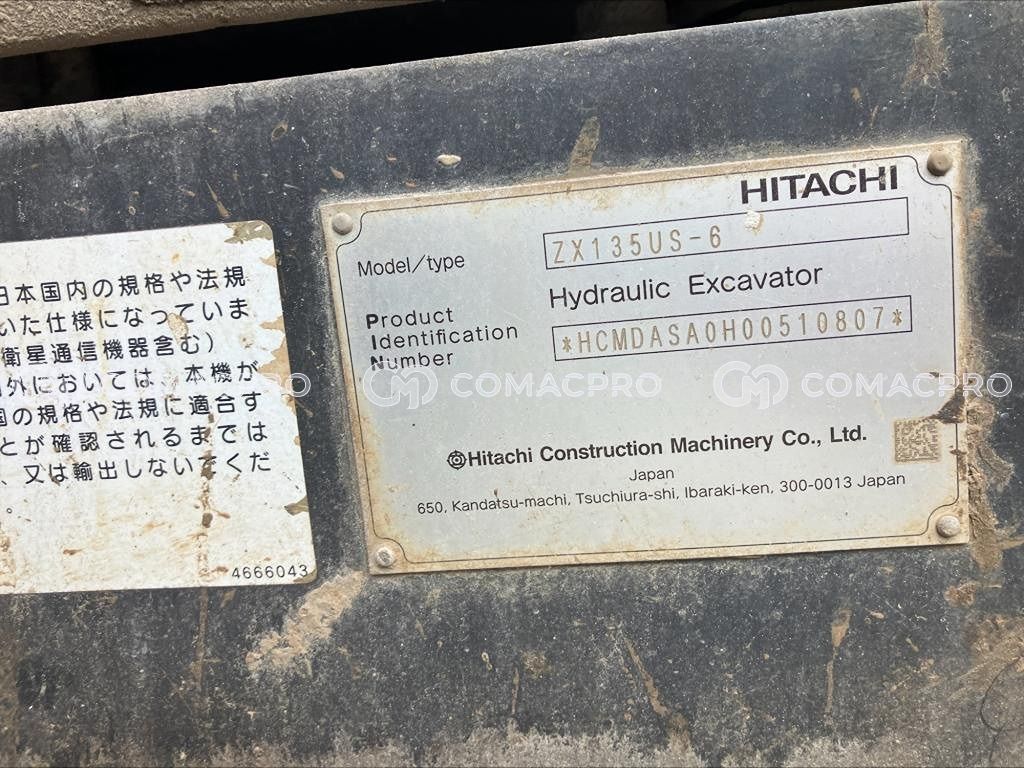 日本国内の規格や法規
いた仕様になっていま
衛星通信機器含む)
外においては、本機が
国の規格や法規に適合す
とが確認されるまでは
、又は輸出しないでくだ
。
4666043
HITACHI
Model/type
ZX135US-6
Hydraulic Excavator
Product
Identification
Number
*HCMDASA0H00510807*
PRO COMACPRO COMACPRO
Hitachi Construction Machinery Co., Ltd.
Japan
650, Kandatsu-machi, Tsuchiura-shi, Ibaraki-ken, 300-0013 Japan